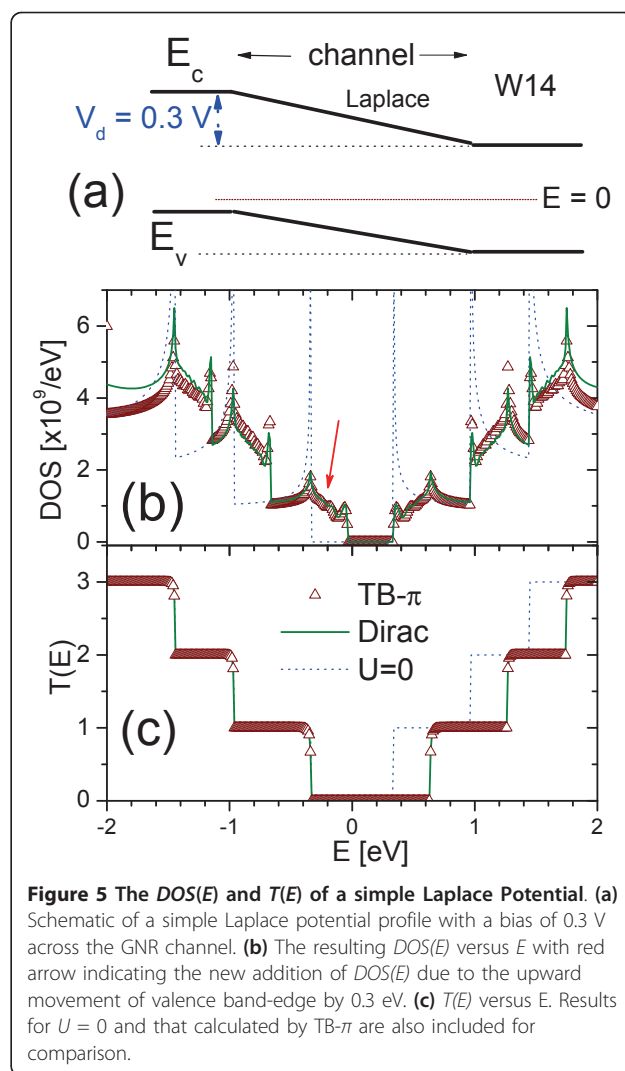 E_c
channel
Laplace
W14
V_d = 0.3 V
(a)
E = 0
E_v
DOS [x10^9/eV]
6
4
2
0
(b)
T(E)
3
2
1
0
TB-π
Dirac
U=0
(c)
-2 -1 0 1 2
E [eV]
Figure 5 The DOS(E) and T(E) of a simple Laplace Potential. (a)
Schematic of a simple Laplace potential profile with a bias of 0.3 V
across the GNR channel. (b) The resulting DOS(E) versus E with red
arrow indicating the new addition of DOS(E) due to the upward
movement of valence band-edge by 0.3 eV. (c) T(E) versus E. Results
for U = 0 and that calculated by TB-π are also included for
comparison.